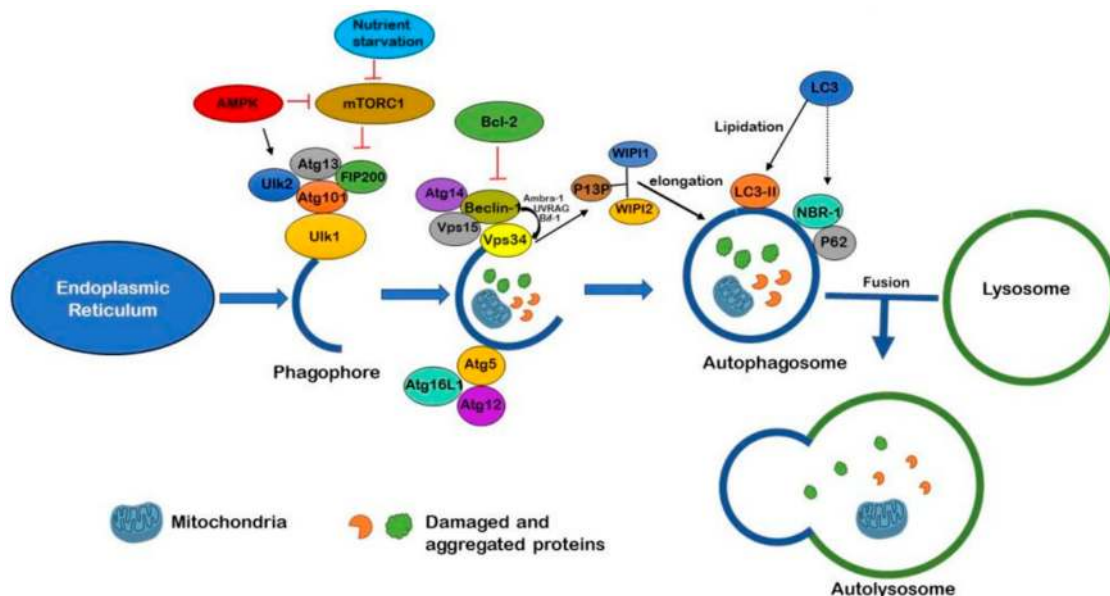 Nutrient
starvation
AMPK
mTORC1
Bcl-2
LC3
Lipidation
Atg13
Ulk2
FIP200
Atg101
Ulk1
Atg14
Beclin-1
Vps15
Vps34
Ambra-1
UVRAG
Bif-1
WIPI1
P13P
WIPI2
elongation
LC3-II
NBR-1
P62
Endoplasmic
Reticulum
Phagophore
Atg5
Atg16L1
Atg12
Autophagosome
Fusion
Lysosome
Mitochondria
Damaged and
aggregated proteins
Autolysosome